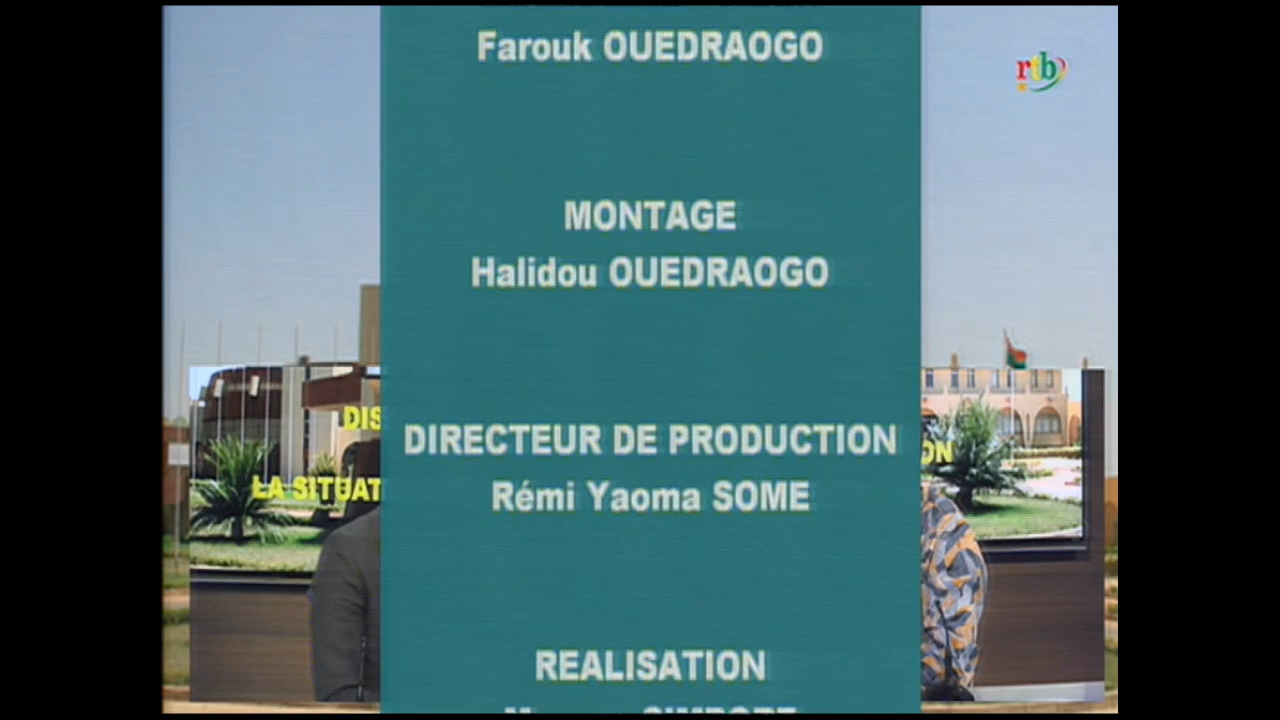 Farouk OUEDRAOGO
rtb
MONTAGE
Halidou OUEDRAOGO
DIRECTEUR DE PRODUCTION
Rémi Yaoma SOME
REALISATION